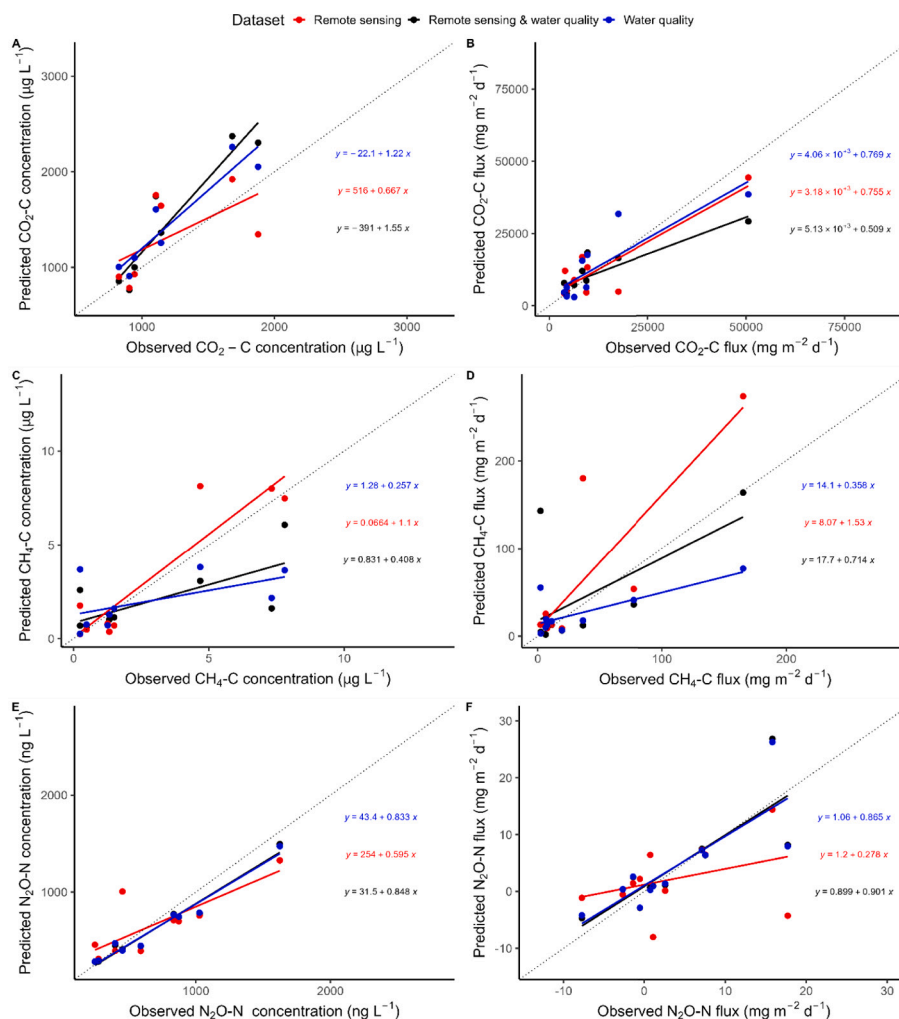 Dataset Remote sensing Remote sensing & water quality Water quality
A
Predicted CO₂-C concentration (µg L⁻¹)
3000
2000
1000
y = −22.1 + 1.22 x
y = 516 + 0.667 x
y = −391 + 1.55 x
1000 2000 3000
Observed CO₂ − C concentration (µg L⁻¹)
B
Predicted CO₂-C flux (mg m⁻² d⁻¹)
75000
50000
25000
0
y = 4.06 × 10⁺³ + 0.769 x
y = 3.18 × 10⁺³ + 0.755 x
y = 5.13 × 10⁺³ + 0.509 x
0 25000 50000 75000
Observed CO₂-C flux (mg m⁻² d⁻¹)
C
Predicted CH₄-C concentration (µg L⁻¹)
10
5
0
y = 1.28 + 0.257 x
y = 0.0664 + 1.1 x
y = 0.831 + 0.408 x
0 5 10
Observed CH₄-C concentration (µg L⁻¹)
D
Predicted CH₄-C flux (mg m⁻² d⁻¹)
200
100
0
y = 14.1 + 0.358 x
y = 8.07 + 1.53 x
y = 17.7 + 0.714 x
0 100 200
Observed CH₄-C flux (mg m⁻² d⁻¹)
E
Predicted N₂O-N concentration (ng L⁻¹)
2000
1000
y = 43.4 + 0.833 x
y = 254 + 0.595 x
y = 31.5 + 0.848 x
1000 2000
Observed N₂O-N concentration (ng L⁻¹)
F
Predicted N₂O-N flux (mg m⁻² d⁻¹)
30
20
10
0
-10
y = 1.06 + 0.865 x
y = 1.2 + 0.278 x
y = 0.899 + 0.901 x
-10 0 10 20 30
Observed N₂O-N flux (mg m⁻² d⁻¹)